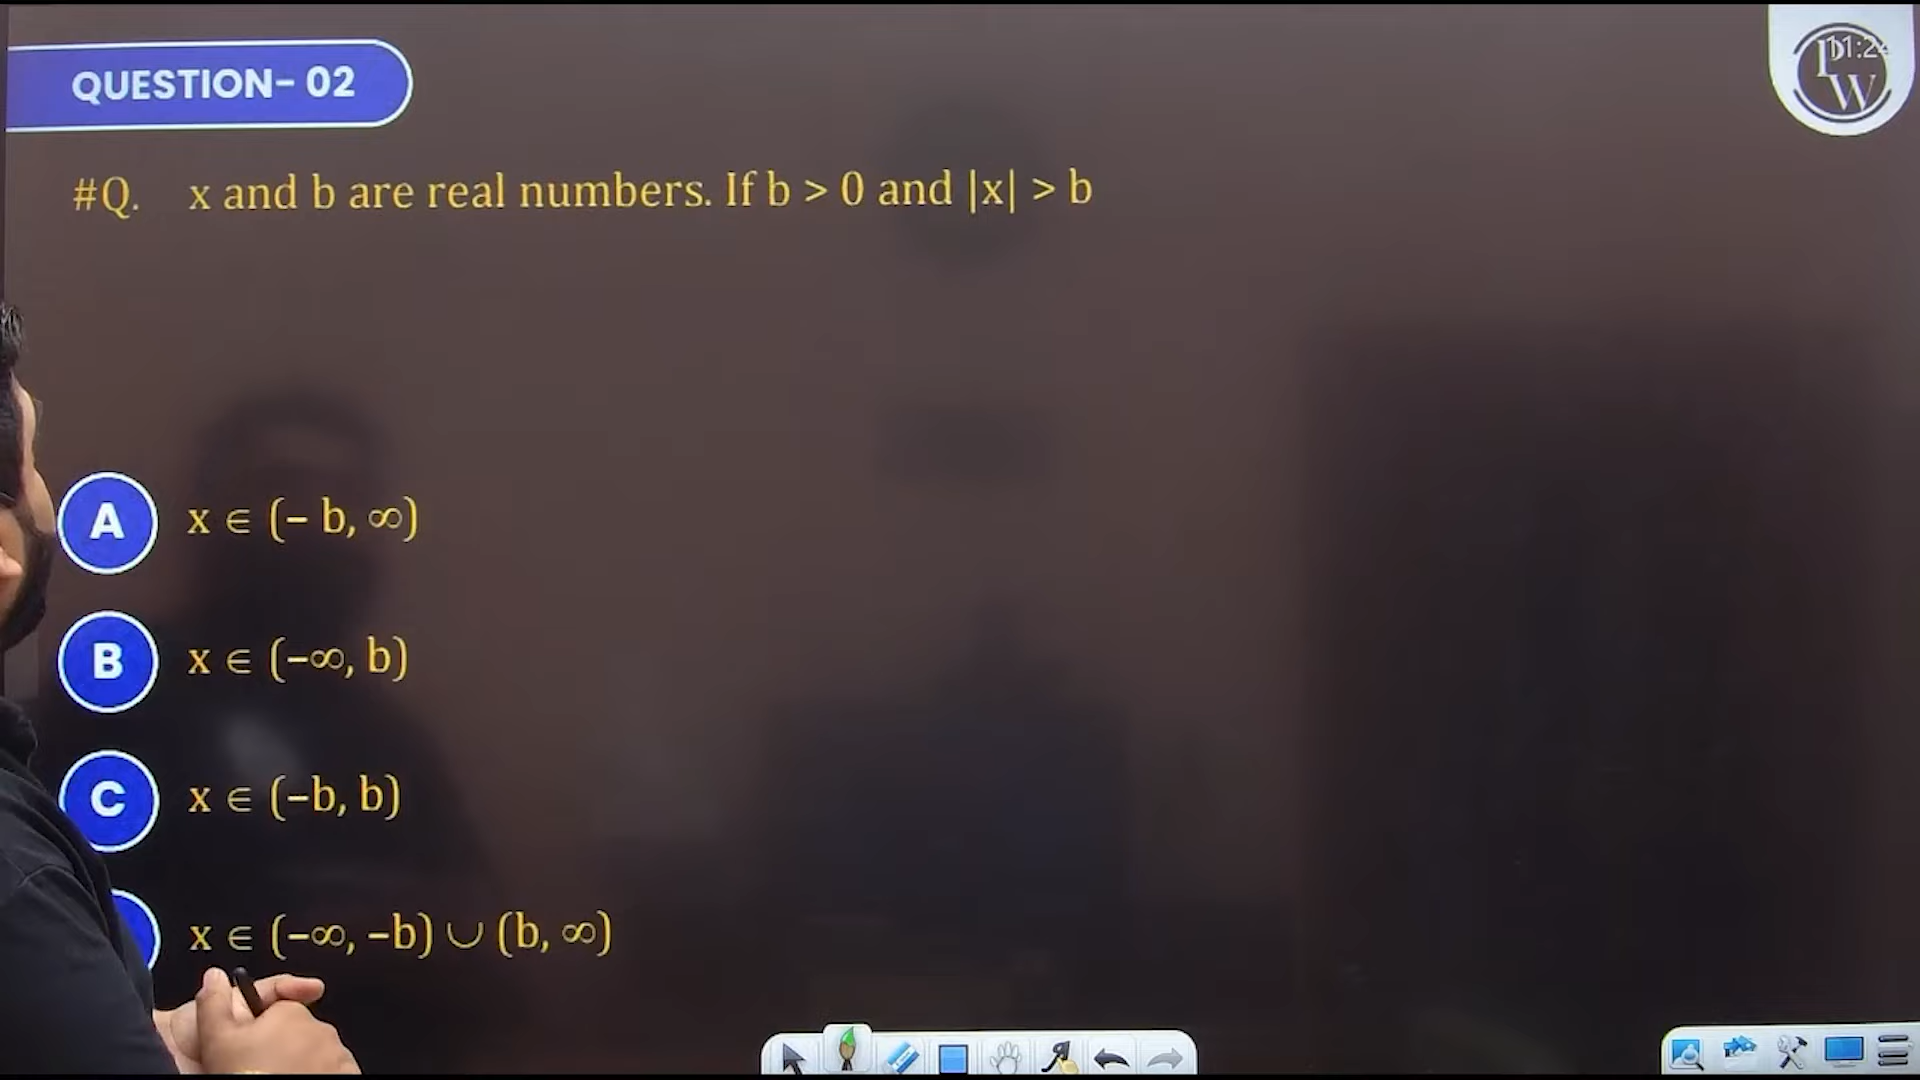 QUESTION- 02
#Q. x and b are real numbers. If b > 0 and |x| > b
A x ∈ (– b, ∞)
B x ∈ (–∞, b)
C x ∈ (–b, b)
x ∈ (–∞, –b) ∪ (b, ∞)